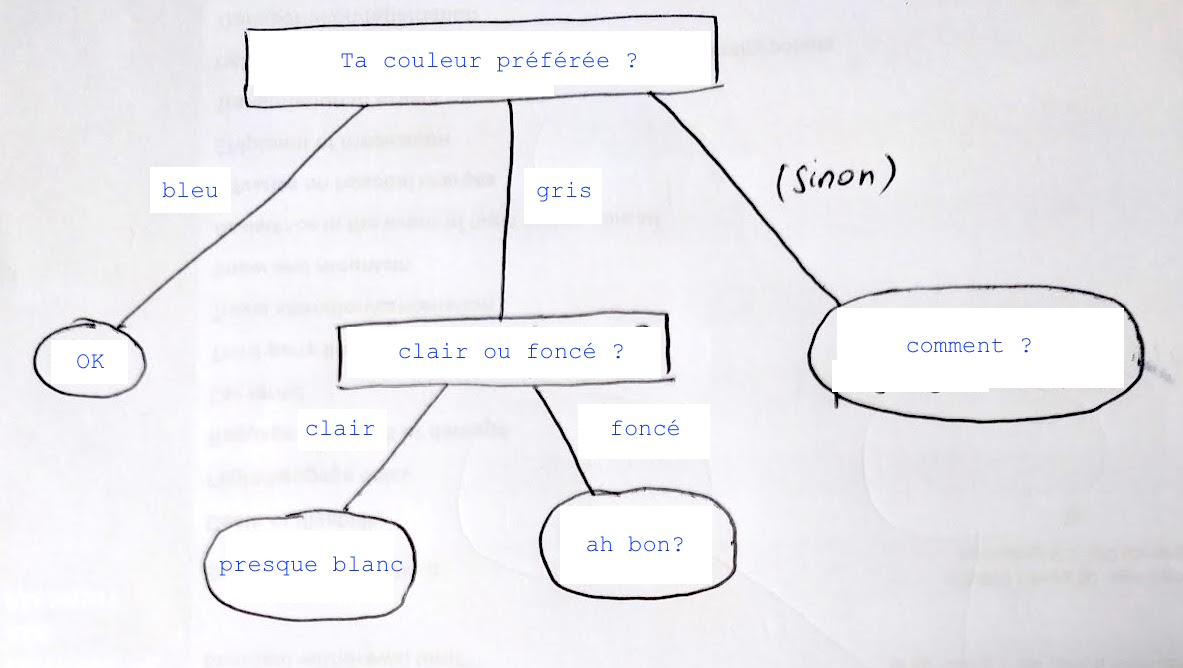 Ta couleur préférée ?
bleu
gris
(sinon)
OK
clair ou foncé ?
comment ?
clair
foncé
presque blanc
ah bon?